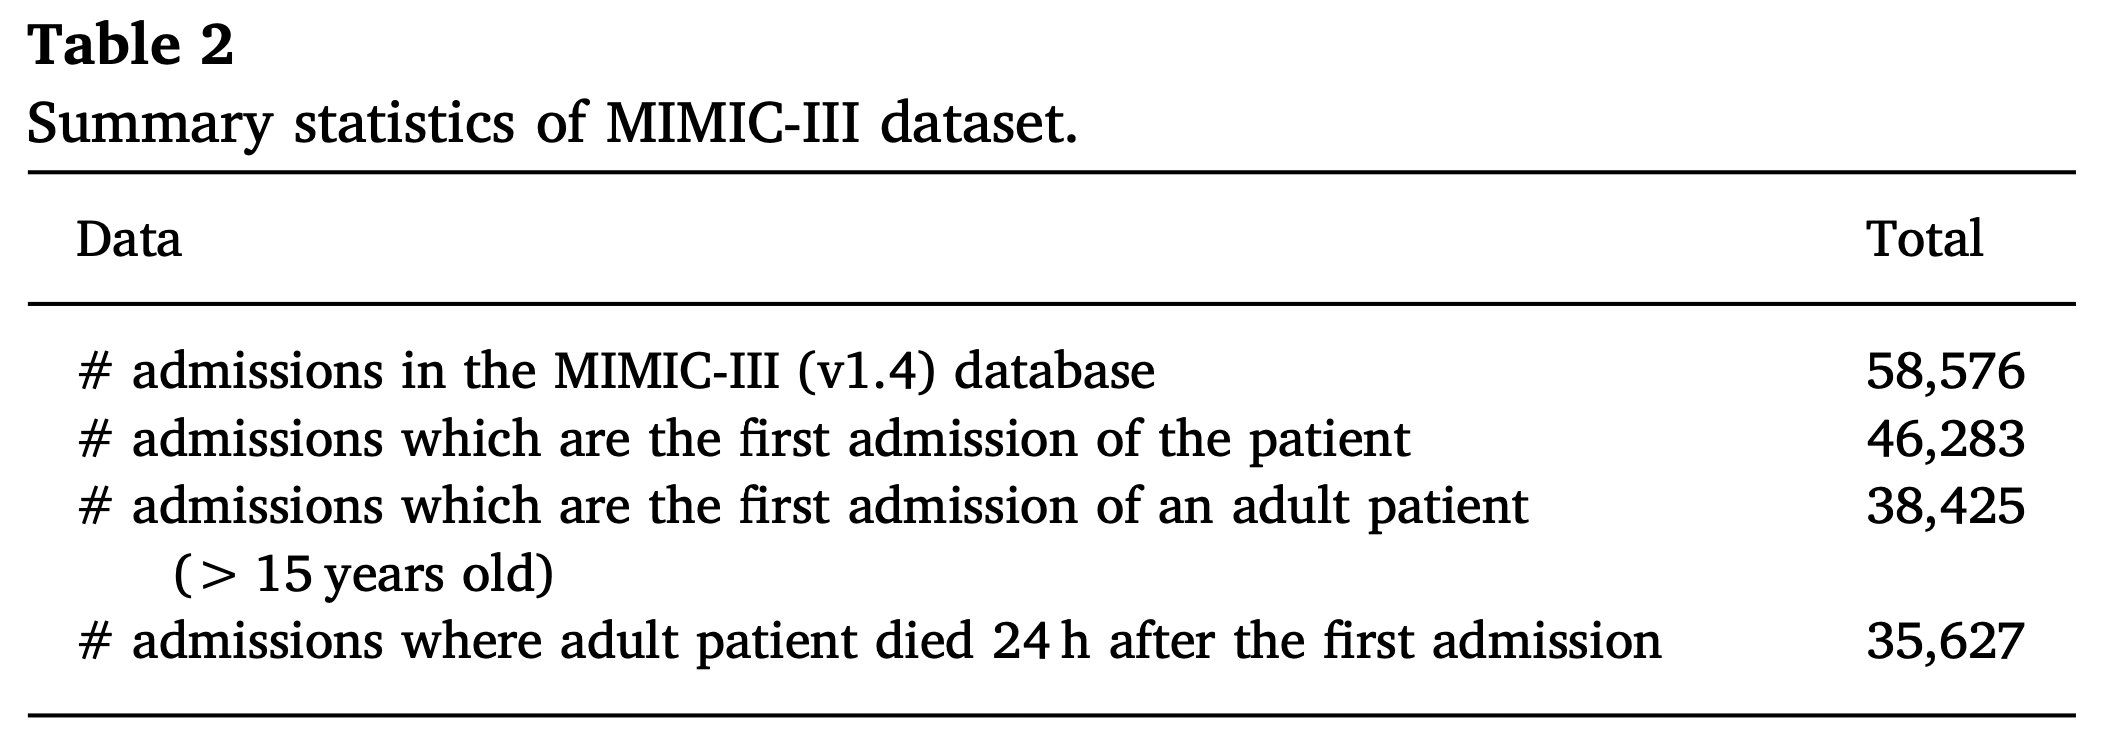 Table 2
Summary statistics of MIMIC-III dataset.
Data Total
# admissions in the MIMIC-III (v1.4) database 58,576
# admissions which are the first admission of the patient 46,283
# admissions which are the first admission of an adult patient 38,425
(> 15 years old)
# admissions where adult patient died 24 h after the first admission 35,627